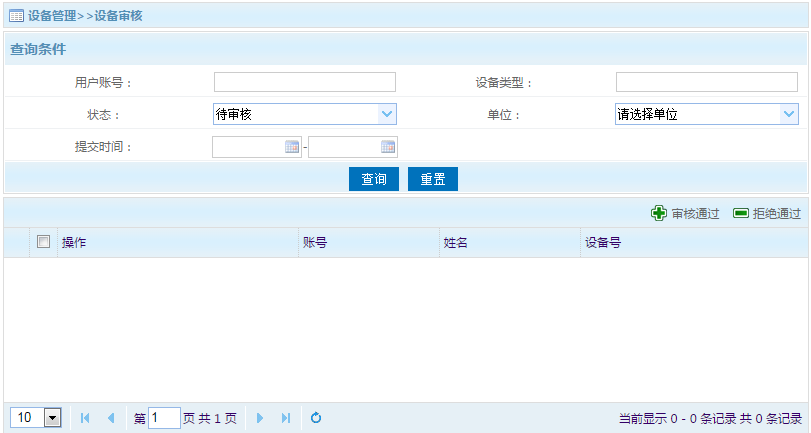 设备管理>>设备审核
查询条件
用户账号： 设备类型：
状态： 待审核 单位： 请选择单位
提交时间： -
查询 重置
审核通过 拒绝通过
操作 账号 姓名 设备号
10 第 1 页 共 1 页 当前显示 0 - 0 条记录 共 0 条记录